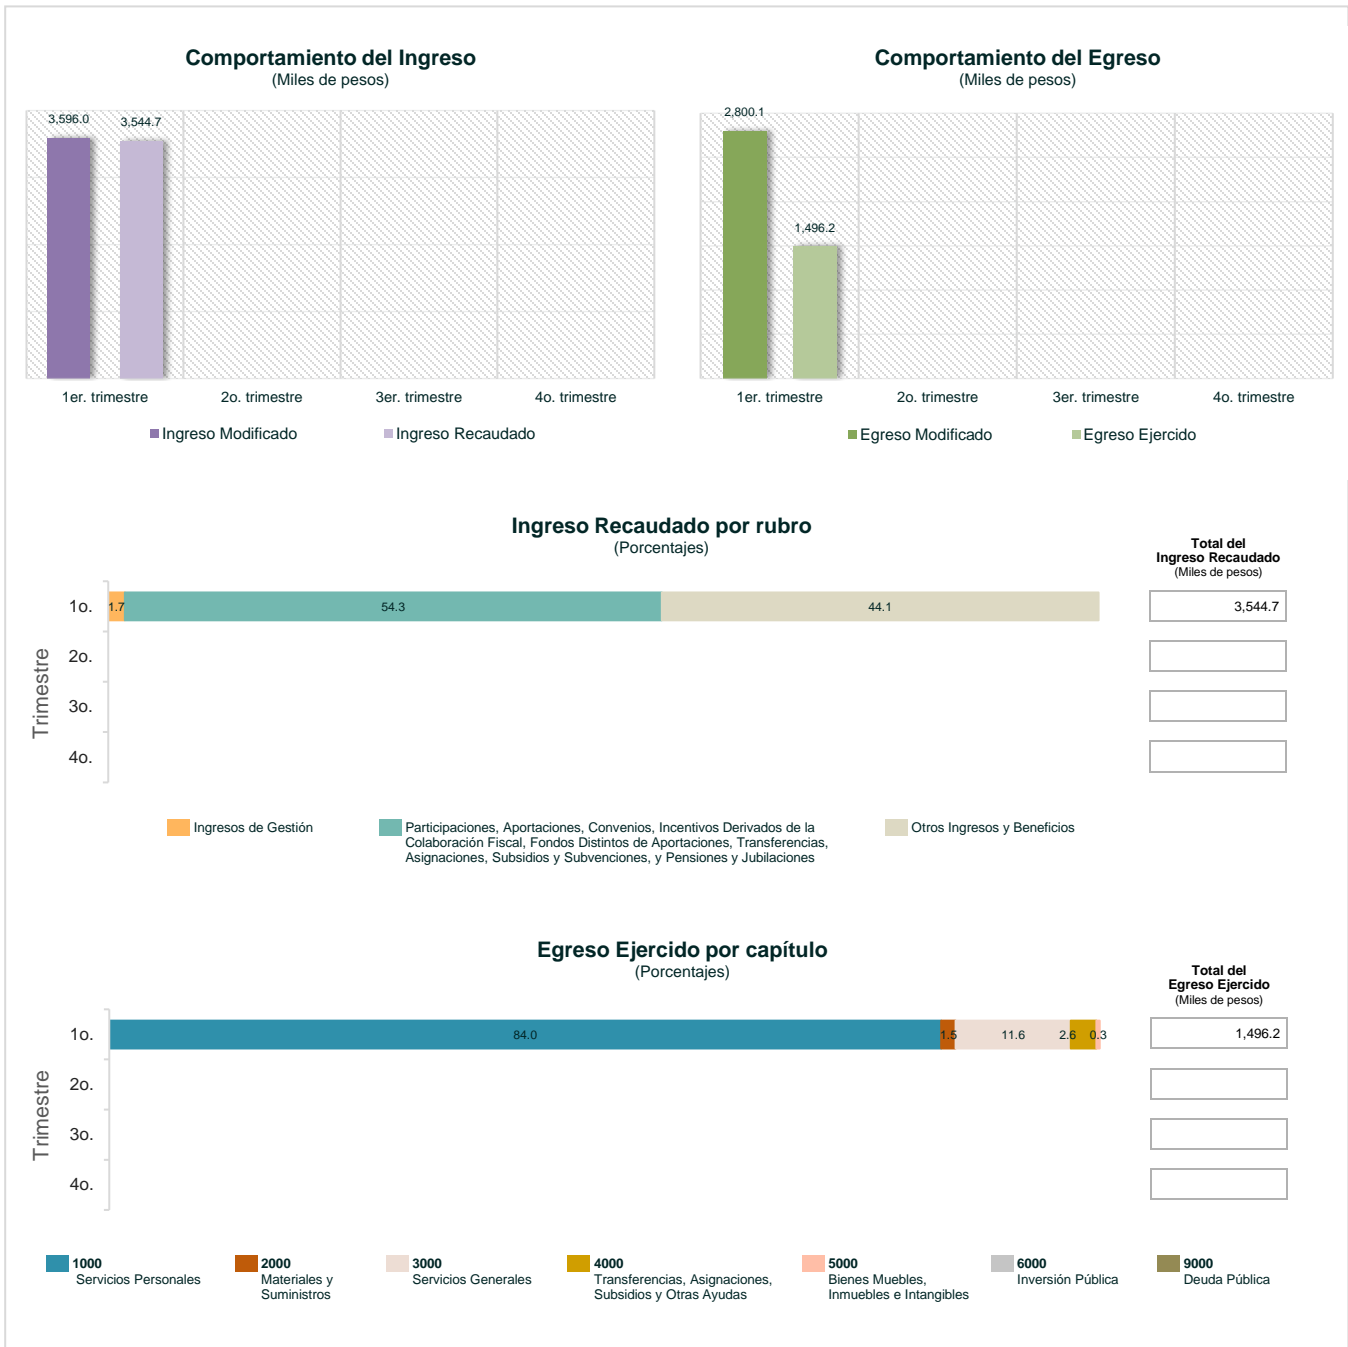 Comportamiento del Ingreso
(Miles de pesos)
3,596.0
3,544.7
1er. trimestre
2o. trimestre
3er. trimestre
4o. trimestre
Ingreso Modificado
Ingreso Recaudado
Comportamiento del Egreso
(Miles de pesos)
2,800.1
1,496.2
1er. trimestre
2o. trimestre
3er. trimestre
4o. trimestre
Egreso Modificado
Egreso Ejercido
Ingreso Recaudado por rubro
(Porcentajes)
Total del
Ingreso Recaudado
(Miles de pesos)
Trimestre
1o.
1.7
54.3
44.1
3,544.7
2o.
3o.
4o.
Ingresos de Gestión
Participaciones, Aportaciones, Convenios, Incentivos Derivados de la
Colaboración Fiscal, Fondos Distintos de Aportaciones, Transferencias,
Asignaciones, Subsidios y Subvenciones, y Pensiones y Jubilaciones
Otros Ingresos y Beneficios
Egreso Ejercido por capítulo
(Porcentajes)
Total del
Egreso Ejercido
(Miles de pesos)
Trimestre
1o.
84.0
1.5
11.6
2.6
0.3
1,496.2
2o.
3o.
4o.
1000
Servicios Personales
2000
Materiales y
Suministros
3000
Servicios Generales
4000
Transferencias, Asignaciones,
Subsidios y Otras Ayudas
5000
Bienes Muebles,
Inmuebles e Intangibles
6000
Inversión Pública
9000
Deuda Pública